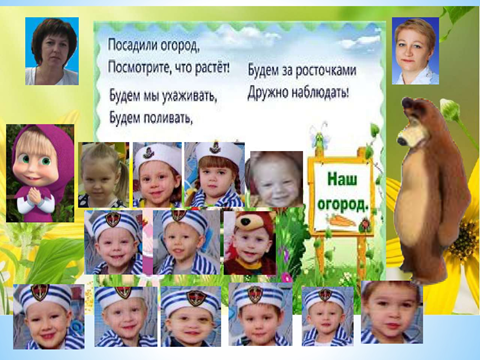 Посадили огород,
Посмотрите, что растёт!
Будем мы ухаживать,
Будем поливать,
Будем за росточками
Дружно наблюдать!
Наш
огород.